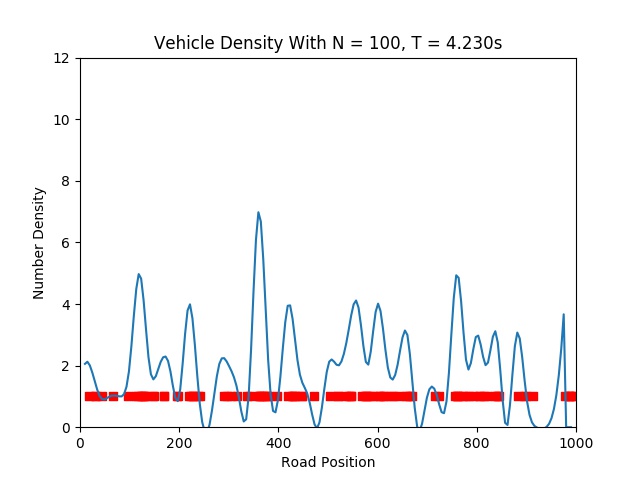 Vehicle Density With N = 100, T = 4.230s
12
10
8
6
4
2
0
Number Density
0 200 400 600 800 1000
Road Position